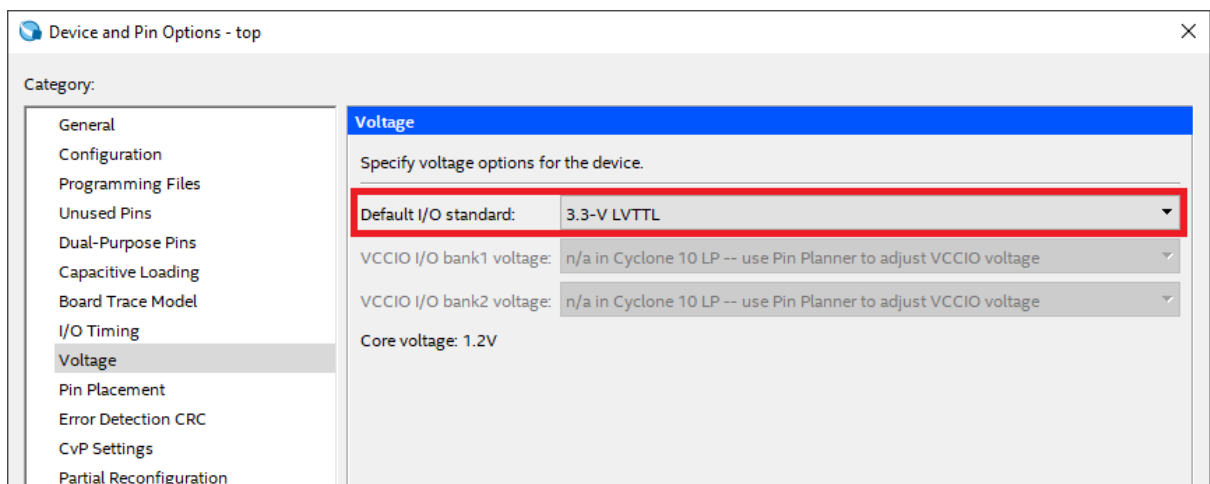 Device and Pin Options - top
Category:
General
Configuration
Programming Files
Unused Pins
Dual-Purpose Pins
Capacitive Loading
Board Trace Model
I/O Timing
Voltage
Pin Placement
Error Detection CRC
CvP Settings
Partial Reconfiguration
Voltage
Specify voltage options for the device.
Default I/O standard: 3.3-V LVTTL
VCCIO I/O bank1 voltage: n/a in Cyclone 10 LP -- use Pin Planner to adjust VCCIO voltage
VCCIO I/O bank2 voltage: n/a in Cyclone 10 LP -- use Pin Planner to adjust VCCIO voltage
Core voltage: 1.2V